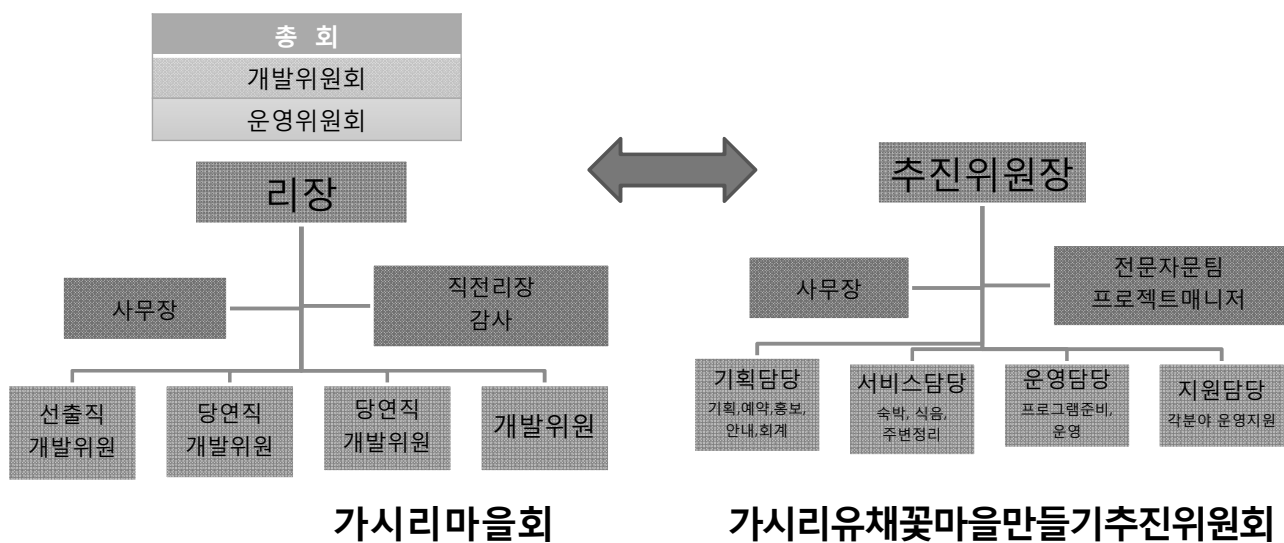 총 회
개발위원회
운영위원회
리장
사무장
직전리장
감사
선출직
개발위원
당연직
개발위원
당연직
개발위원
개발위원
가시리마을회
추진위원장
사무장
전문자문팀
프로젝트매니저
기획담당
기획,예약,홍보,
안내,회계
서비스담당
숙박, 식음,
주변정리
운영담당
프로그램준비,
운영
지원담당
각분야 운영지원
가시리유채꽃마을만들기추진위원회